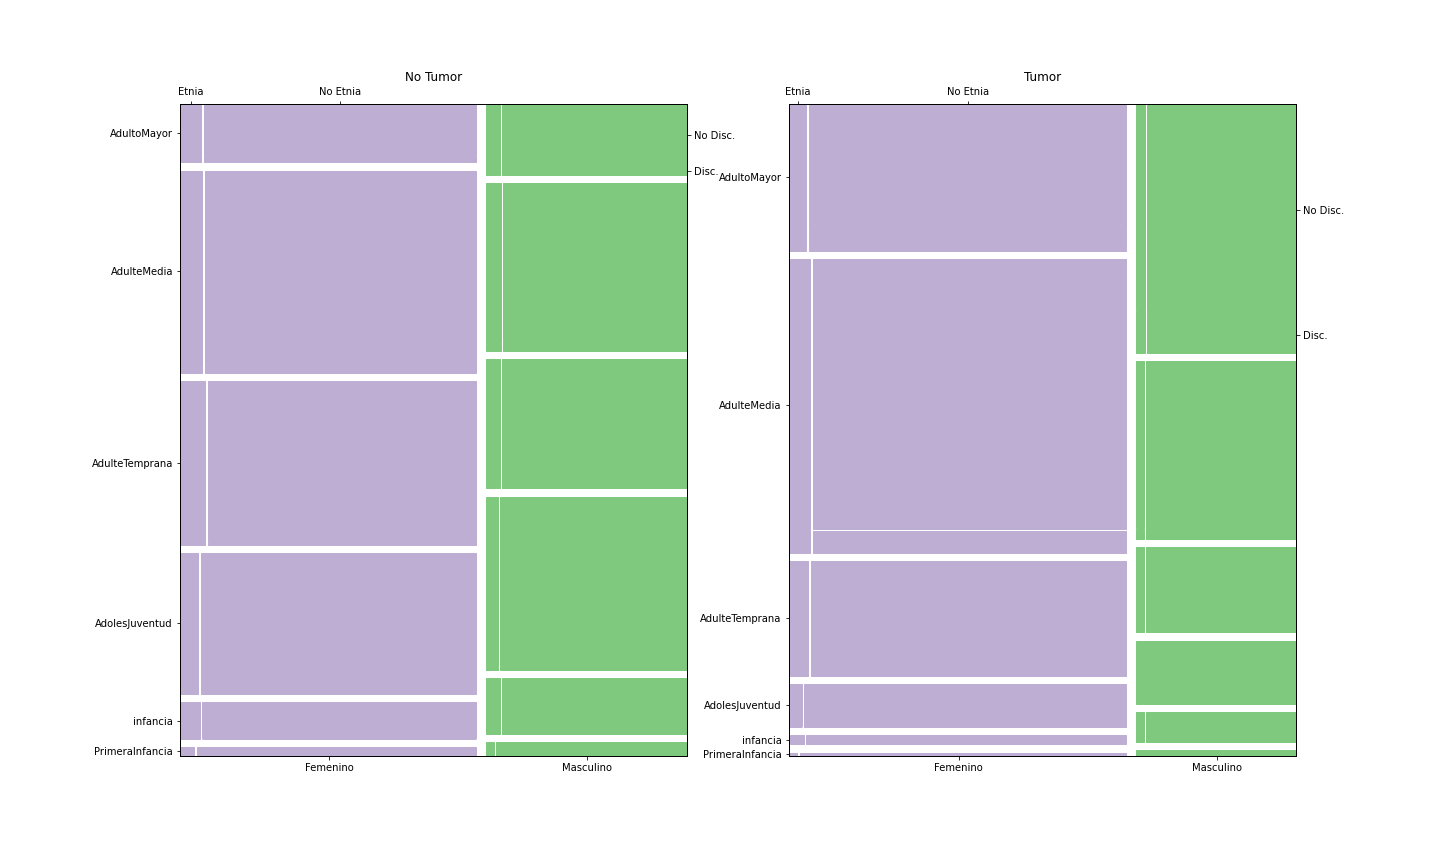 No Tumor
Etnia
No Etnia
AdultoMayor
AdulteMedia
AdulteTemprana
AdolesJuventud
infancia
PrimeraInfancia
No Disc.
Disc.
Femenino
Masculino
Tumor
Etnia
No Etnia
AdultoMayor
AdulteMedia
AdulteTemprana
AdolesJuventud
infancia
PrimeraInfancia
No Disc.
Disc.
Femenino
Masculino